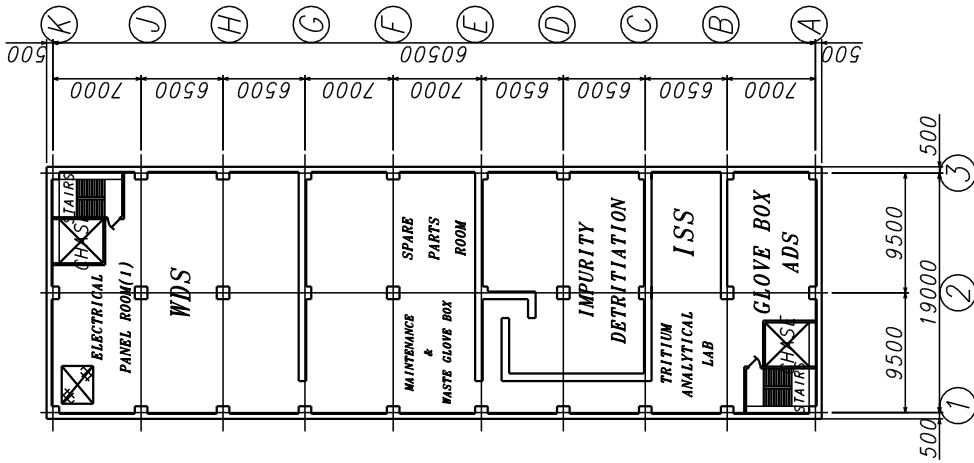 K
J
H
G
F
E
D
C
B
A
500
60500
500
7000
6500
6500
7000
7000
6500
6500
6500
7000
500
3
9500
19000
2
9500
1
500
STAIRS
CHASE
ELECTRICAL
PANEL ROOM(1)
WDS
SPARE
PARTS
ROOM
MAINTENANCE
&
WASTE GLOVE BOX
IMPURITY
DETRITIATION
ISS
TRITIUM
ANALYTICAL
LAB
GLOVE BOX
ADS
CHASE
STAIRS